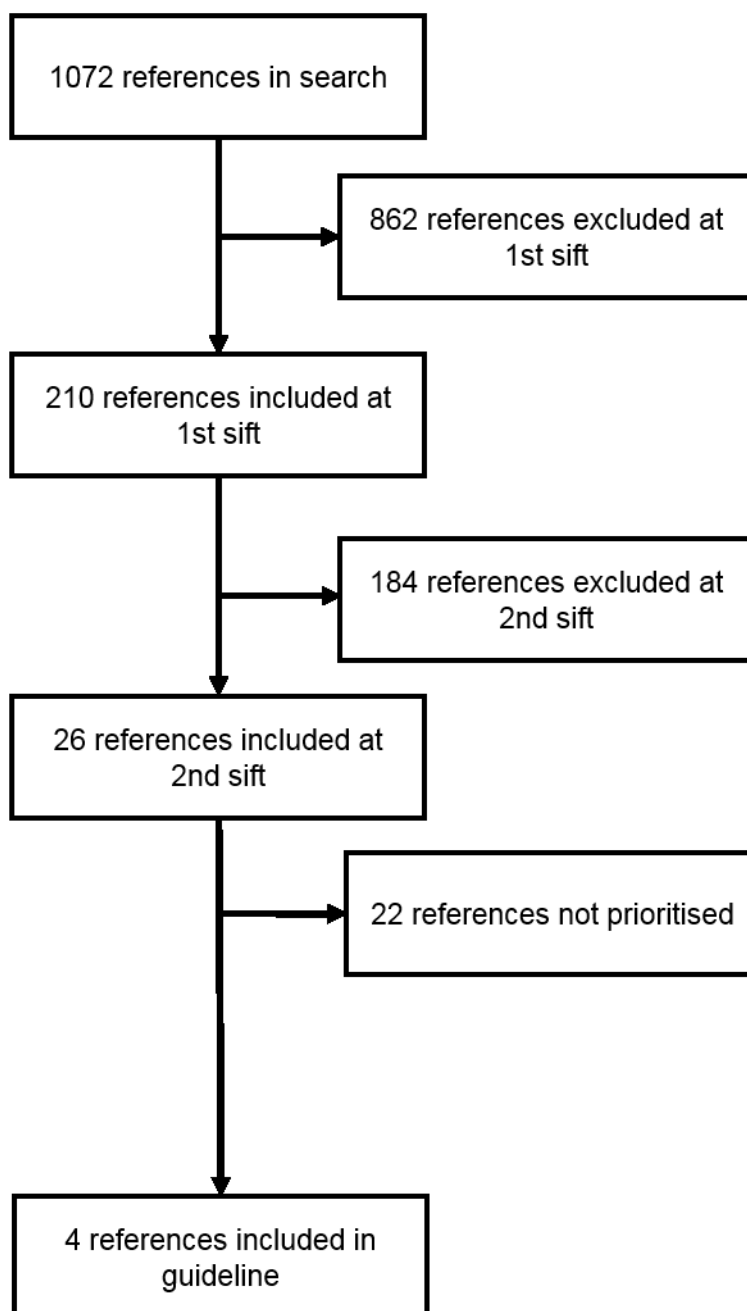 1072 references in search
862 references excluded at
1st sift
210 references included at
1st sift
184 references excluded at
2nd sift
26 references included at
2nd sift
22 references not prioritised
4 references included in
guideline